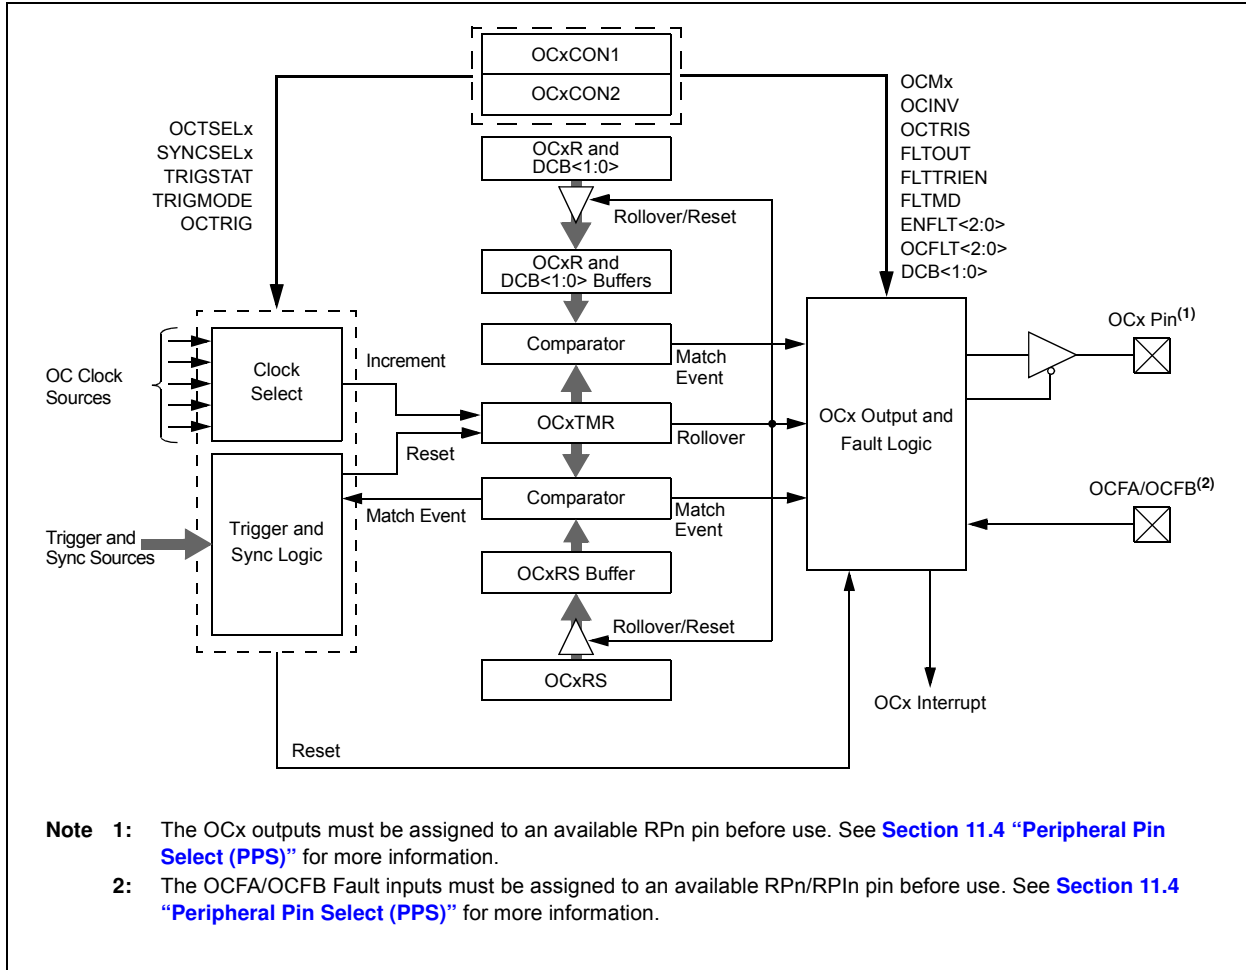 OCxCON1
OCxCON2
OCTSELx
SYNCSELx
TRIGSTAT
TRIGMODE
OCTRIG
OCMx
OCINV
OCTRIS
FLTOUT
FLTTRIEN
FLTMD
ENFLT<2:0>
OCFLT<2:0>
DCB<1:0>
OCxR and
DCB<1:0>
Rollover/Reset
OCxR and
DCB<1:0> Buffers
Comparator
Match
Event
OC Clock
Sources
Clock
Select
Increment
OCxTMR
Rollover
Reset
Comparator
Match Event
Match
Event
Trigger and
Sync Sources
Trigger and
Sync Logic
OCxRS Buffer
Rollover/Reset
OCxRS
Reset
OCx Output and
Fault Logic
OCx Pin(1)
OCFA/OCFB(2)
OCx Interrupt
Note 1: The OCx outputs must be assigned to an available RPn pin before use. See Section 11.4 “Peripheral Pin
Select (PPS)” for more information.
2: The OCFA/OCFB Fault inputs must be assigned to an available RPn/RPIn pin before use. See Section 11.4
“Peripheral Pin Select (PPS)” for more information.